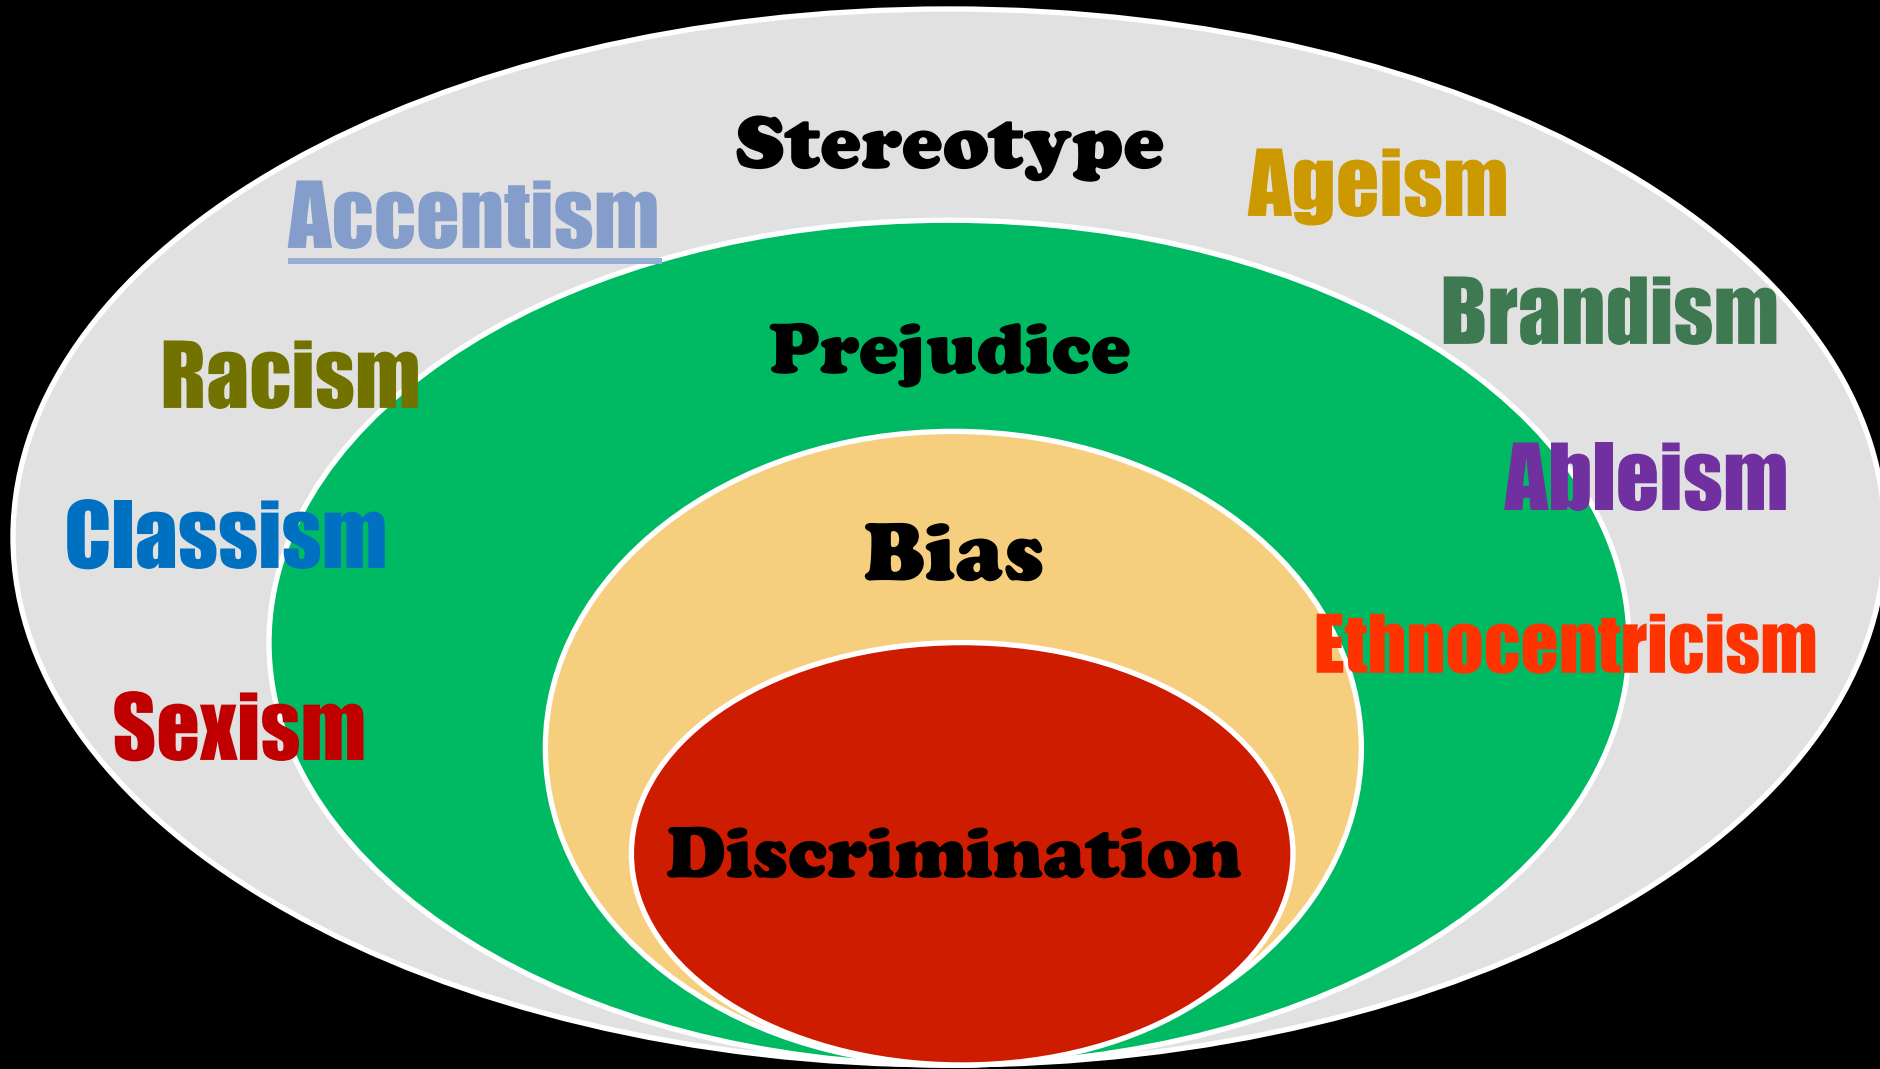 Stereotype
Ageism
Accentism
Brandism
Prejudice
Racism
Ableism
Classism
Bias
Ethnocentricism
Sexism
Discrimination